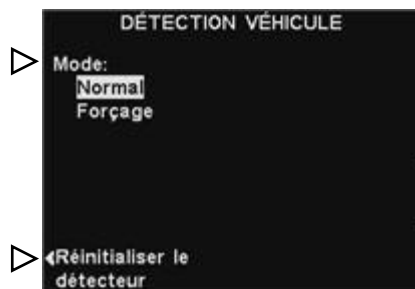 DÉTECTION VÉHICULE
Mode:
Normal
Forçage
Réinitialiser le
détecteur